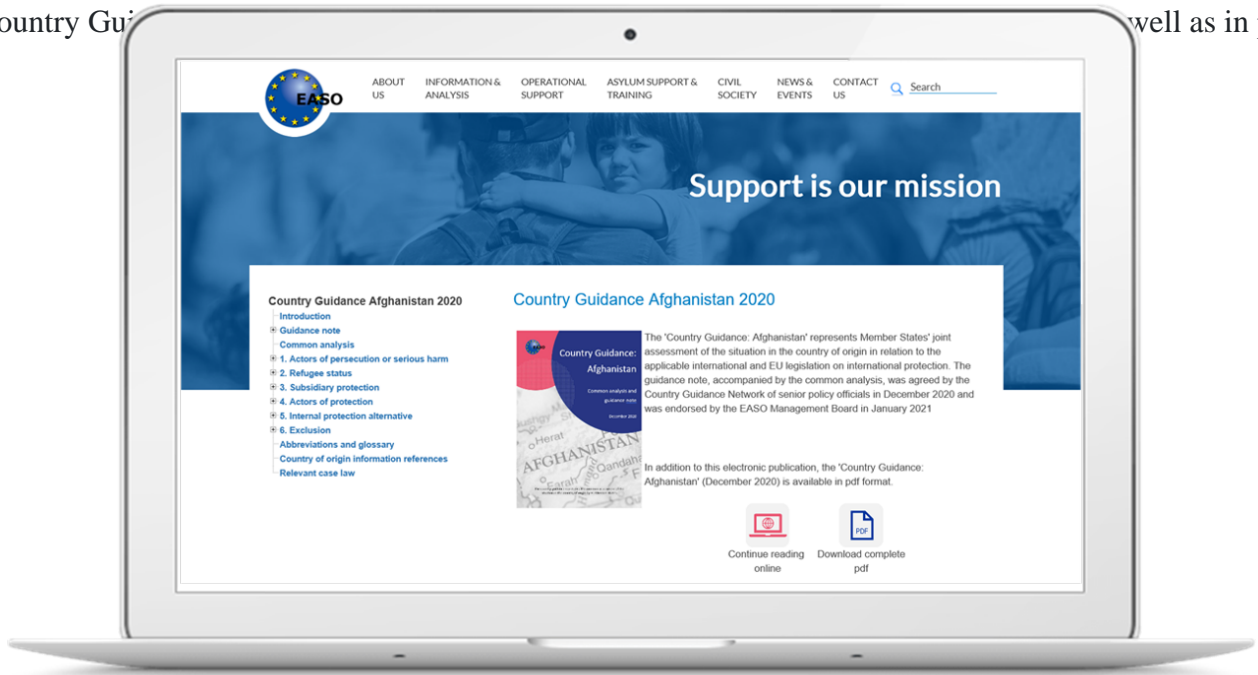 ountry Gui
well as in
EASO
ABOUT US
INFORMATION & ANALYSIS
OPERATIONAL SUPPORT
ASYLUM SUPPORT & TRAINING
CIVIL SOCIETY
NEWS & EVENTS
CONTACT US
Search
Support is our mission
Country Guidance Afghanistan 2020
Introduction
Guidance note
Common analysis
1. Actors of persecution or serious harm
2. Refugee status
3. Subsidiary protection
4. Actors of protection
5. Internal protection alternative
6. Exclusion
Abbreviations and glossary
Country of origin information references
Relevant case law
Country Guidance Afghanistan 2020
Country Guidance:
Afghanistan
Common analysis and
guidance note
December 2020
Herat
AFGHANISTAN
Qandaha
Farah
The 'Country Guidance: Afghanistan' represents Member States' joint
assessment of the situation in the country of origin in relation to the
applicable international and EU legislation on international protection. The
guidance note, accompanied by the common analysis, was agreed by the
Country Guidance Network of senior policy officials in December 2020 and
was endorsed by the EASO Management Board in January 2021
In addition to this electronic publication, the 'Country Guidance:
Afghanistan' (December 2020) is available in pdf format.
PDF
Continue reading
online
Download complete
pdf